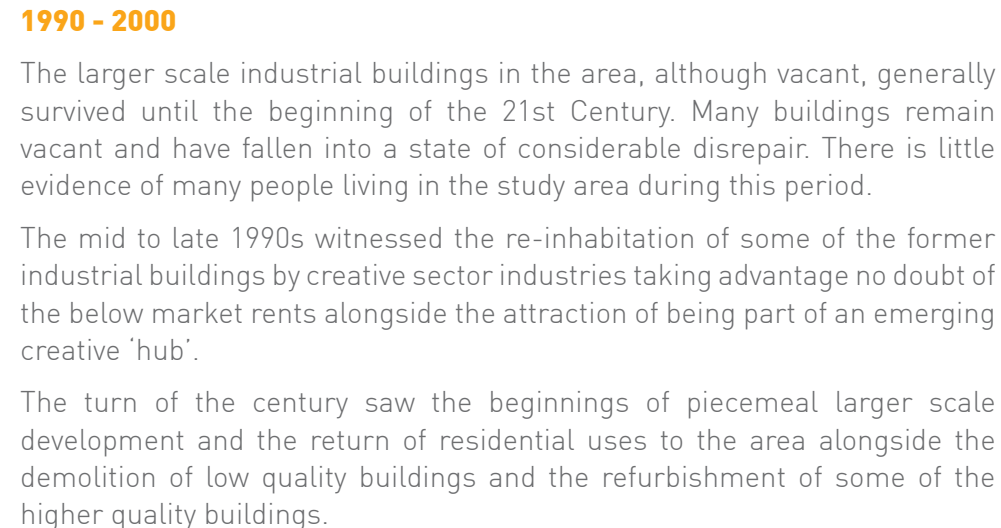 1990 - 2000
The larger scale industrial buildings in the area, although vacant, generally
survived until the beginning of the 21st Century. Many buildings remain
vacant and have fallen into a state of considerable disrepair. There is little
evidence of many people living in the study area during this period.
The mid to late 1990s witnessed the re-inhabitation of some of the former
industrial buildings by creative sector industries taking advantage no doubt of
the below market rents alongside the attraction of being part of an emerging
creative ‘hub’.
The turn of the century saw the beginnings of piecemeal larger scale
development and the return of residential uses to the area alongside the
demolition of low quality buildings and the refurbishment of some of the
higher quality buildings.